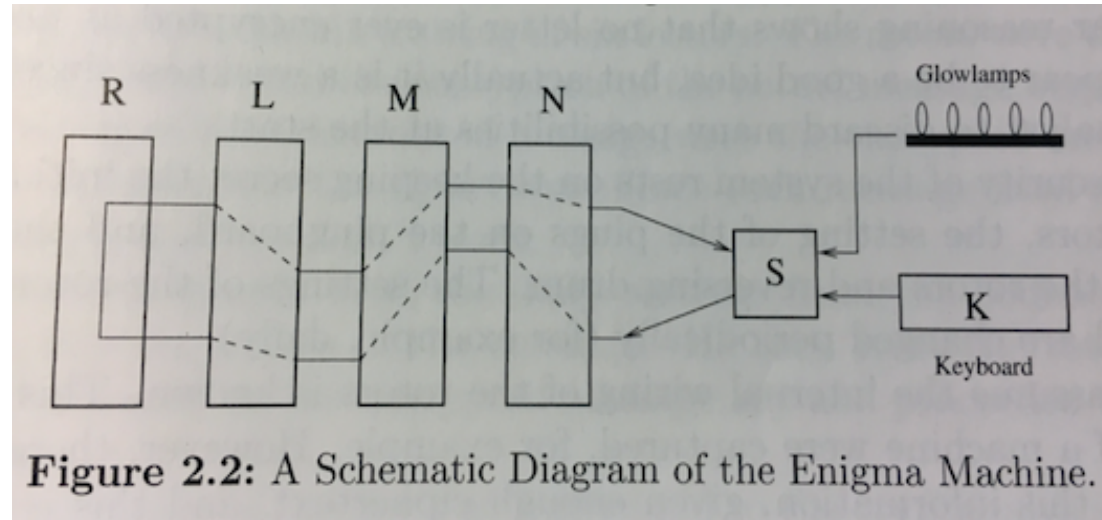 Glowlamps
R L M N
S
K
Keyboard
Figure 2.2: A Schematic Diagram of the Enigma Machine.